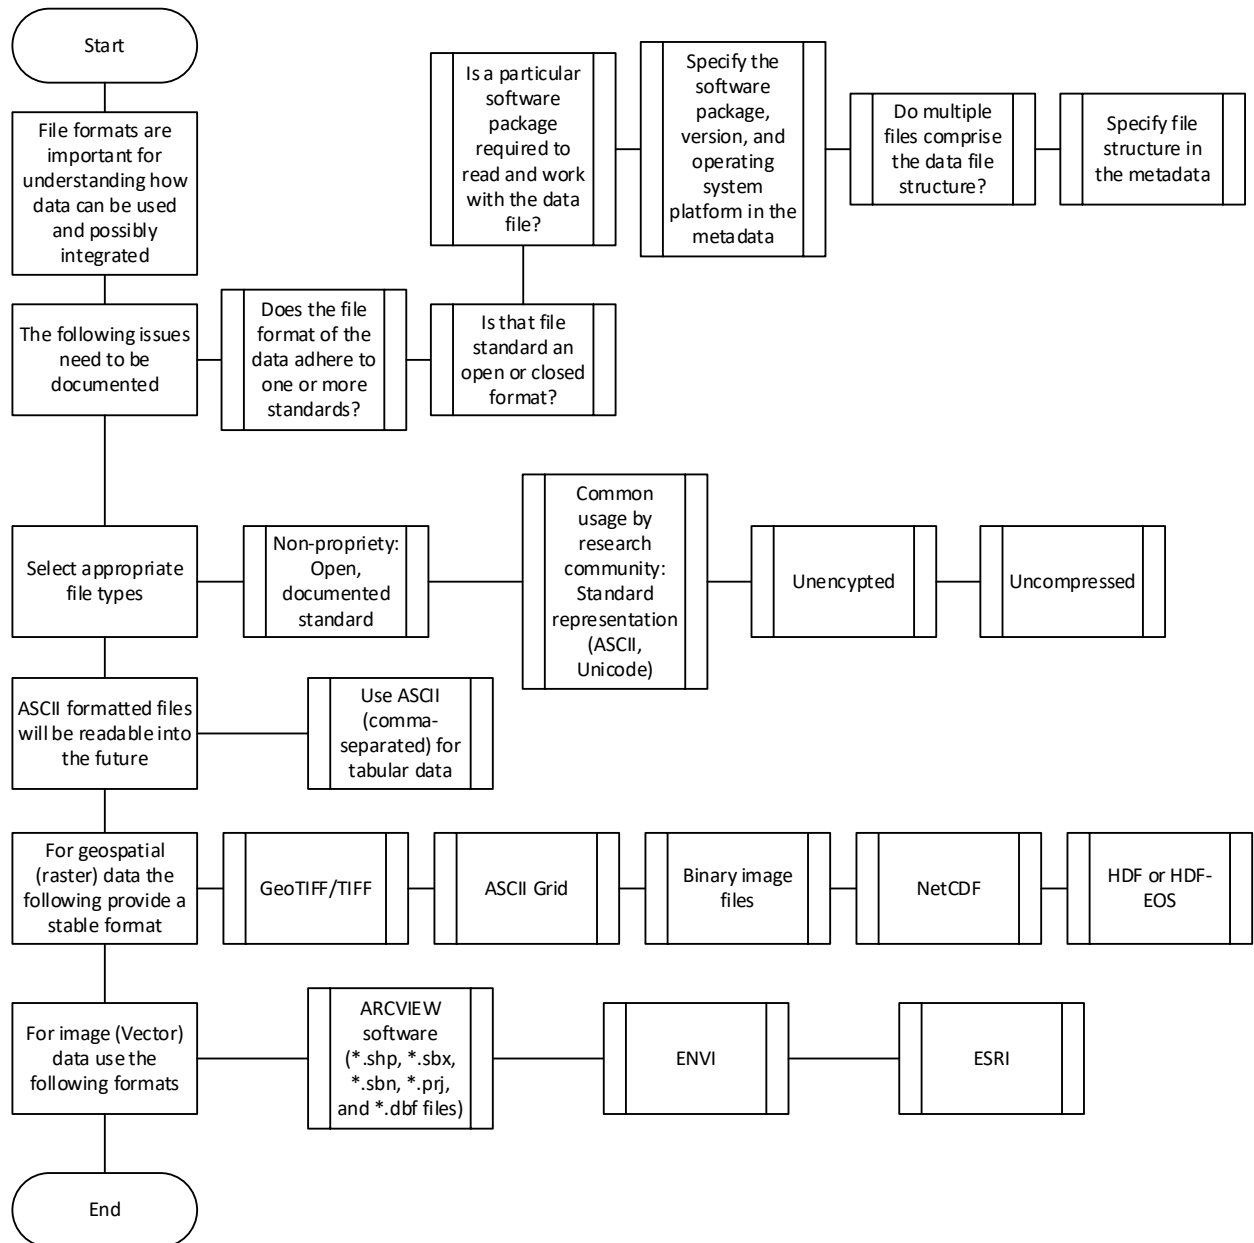 Start
File formats are
important for
understanding how
data can be used
and possibly
integrated
The following issues
need to be
documented
Does the file
format of the
data adhere to
one or more
standards?
Is that file
standard an
open or closed
format?
Is a particular
software
package
required to
read and work
with the data
file?
Specify the
software
package,
version, and
operating
system
platform in the
metadata
Do multiple
files comprise
the data file
structure?
Specify file
structure in
the metadata
Select appropriate
file types
Non-propriety:
Open,
documented
standard
Common
usage by
research
community:
Standard
representation
(ASCII,
Unicode)
Unencypted
Uncompressed
ASCII formatted files
will be readable into
the future
Use ASCII
(comma-
separated) for
tabular data
For geospatial
(raster) data the
following provide a
stable format
GeoTIFF/TIFF
ASCII Grid
Binary image
files
NetCDF
HDF or HDF-
EOS
For image (Vector)
data use the
following formats
ARCVIEW
software
(*.shp, *.sbx,
*.sbn, *.prj,
and *.dbf files)
ENVI
ESRI
End